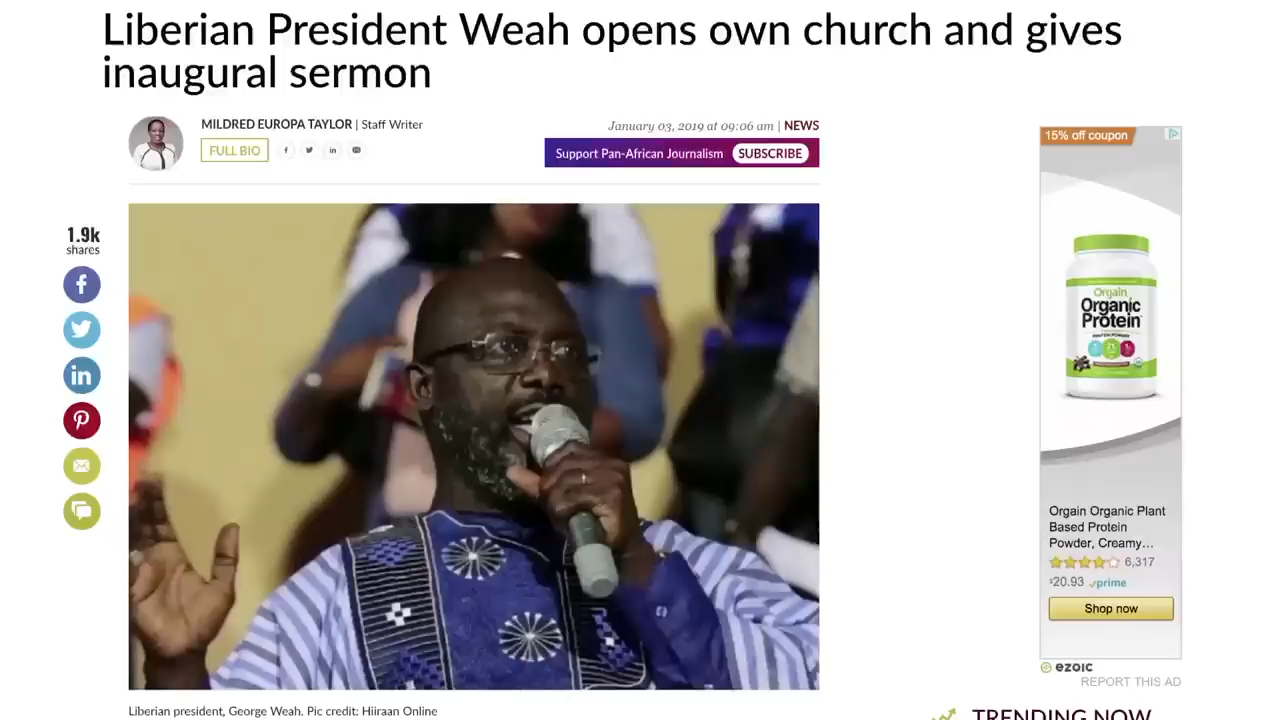 Liberian President Weah opens own church and gives
inaugural sermon
MILDRED EUROPA TAYLOR | Staff Writer
FULL BIO
January 03, 2019 at 09:06 am | NEWS
Support Pan-African Journalism SUBSCRIBE
1.9k
shares
15% off coupon
Orgain
Organic
Protein
Orgain Organic Plant
Based Protein
Powder, Creamy...
6,317
$20.93 prime
Shop now
ezoic
REPORT THIS AD
Liberian president, George Weah. Pic credit: Hiiraan Online
TRENDING NOW